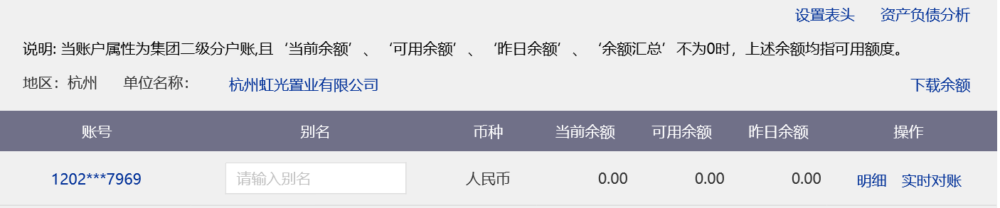 设置表头 资产负债分析
说明: 当账户属性为集团二级分户账,且‘当前余额’、‘可用余额’、‘昨日余额’、‘余额汇总’不为0时，上述余额均指可用额度。
地区：杭州 单位名称： 杭州虹光置业有限公司 下载余额
账号 别名 币种 当前余额 可用余额 昨日余额 操作
1202***7969 请输入别名 人民币 0.00 0.00 0.00 明细 实时对账